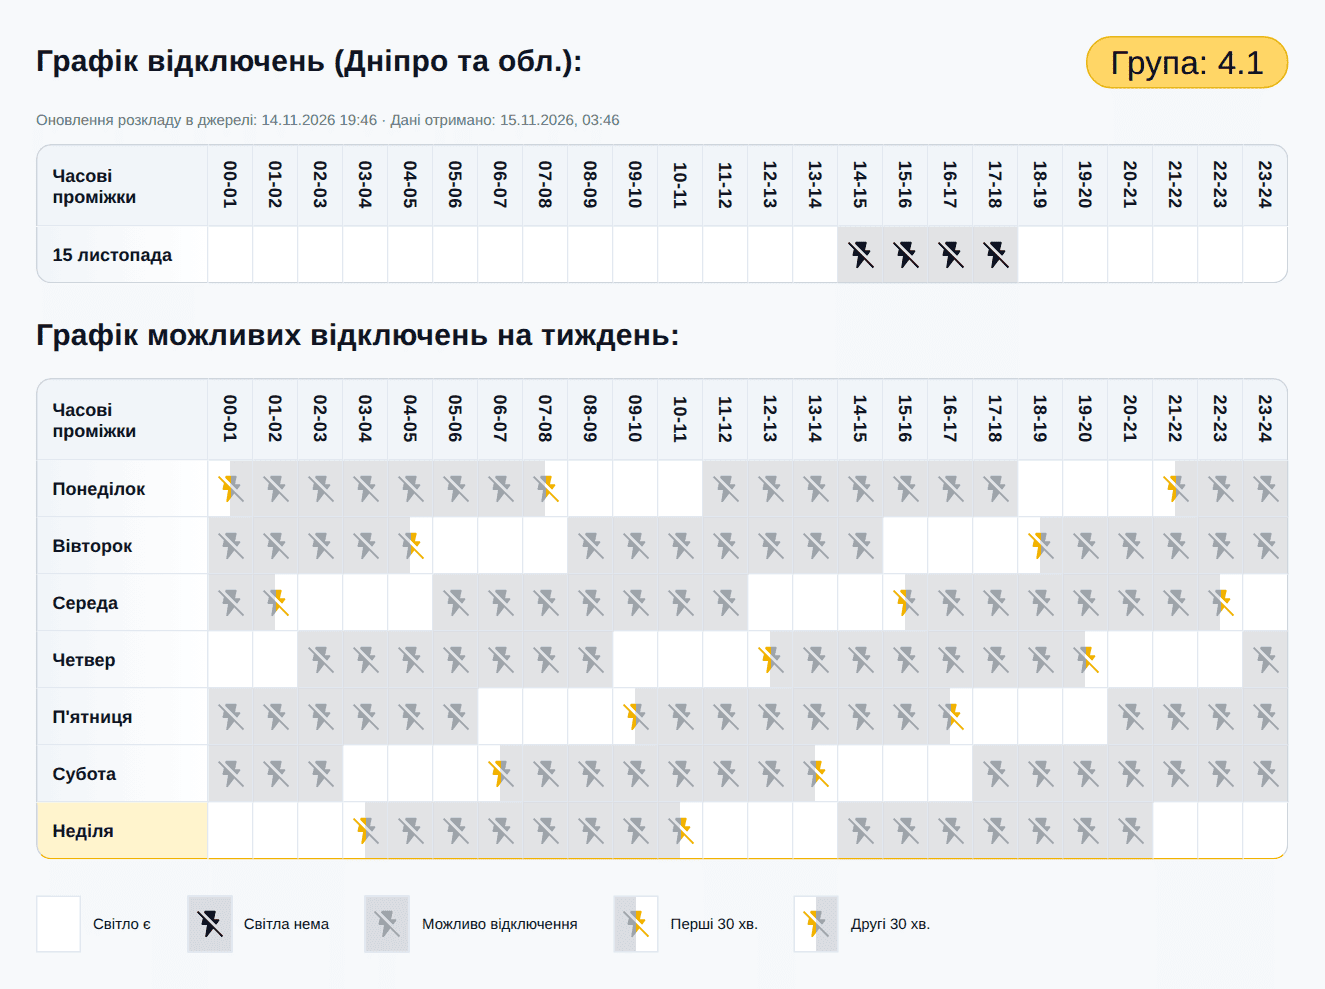 Графік відключень (Дніпро та обл.):
Група: 4.1
Оновлення розкладу в джерелі: 14.11.2026 19:46 · Дані отримано: 15.11.2026, 03:46
Часові проміжки 00-01 01-02 02-03 03-04 04-05 05-06 06-07 07-08 08-09 09-10 10-11 11-12 12-13 13-14 14-15 15-16 16-17 17-18 18-19 19-20 20-21 21-22 22-23 23-24
15 листопада
Графік можливих відключень на тиждень:
Часові проміжки 00-01 01-02 02-03 03-04 04-05 05-06 06-07 07-08 08-09 09-10 10-11 11-12 12-13 13-14 14-15 15-16 16-17 17-18 18-19 19-20 20-21 21-22 22-23 23-24
Понеділок
Вівторок
Середа
Четвер
П'ятниця
Субота
Неділя
Світло є Світла нема Можливо відключення Перші 30 хв. Другі 30 хв.